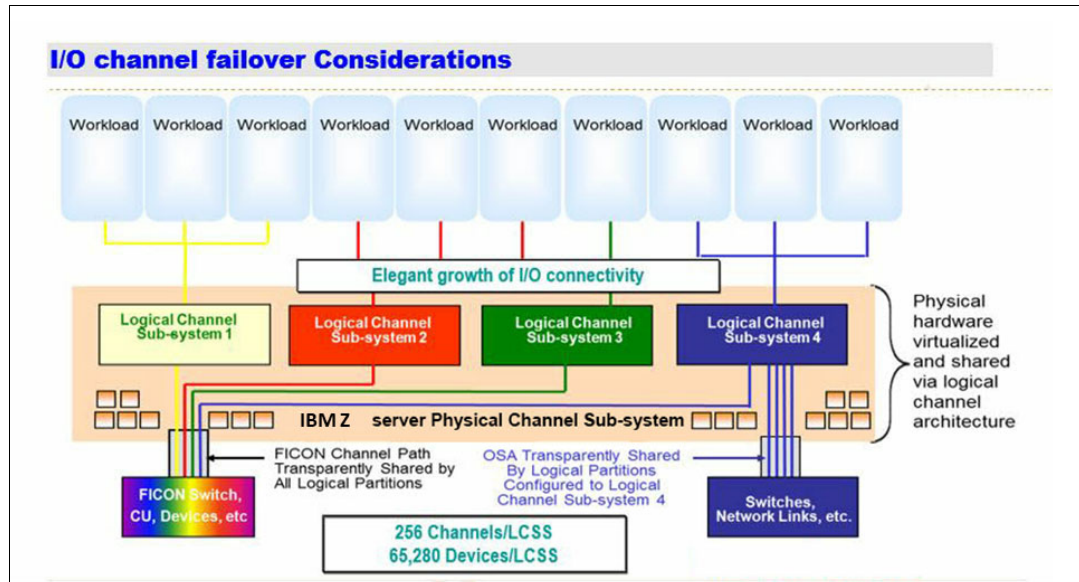 I/O channel failover Considerations
Workload Workload Workload Workload Workload Workload Workload Workload Workload Workload
Elegant growth of I/O connectivity
Logical Channel
Sub-system 1
Logical Channel
Sub-system 2
Logical Channel
Sub-system 3
Logical Channel
Sub-system 4
Physical
hardware
virtualized
and shared
via logical
channel
architecture
IBM Z server Physical Channel Sub-system
FICON Channel Path
Transparently Shared by
All Logical Partitions
OSA Transparently Shared
By Logical Partitions
Configured to Logical
Channel Sub-system 4
FICON Switch,
CU, Devices, etc
Switches,
Network Links, etc.
256 Channels/LCSS
65,280 Devices/LCSS